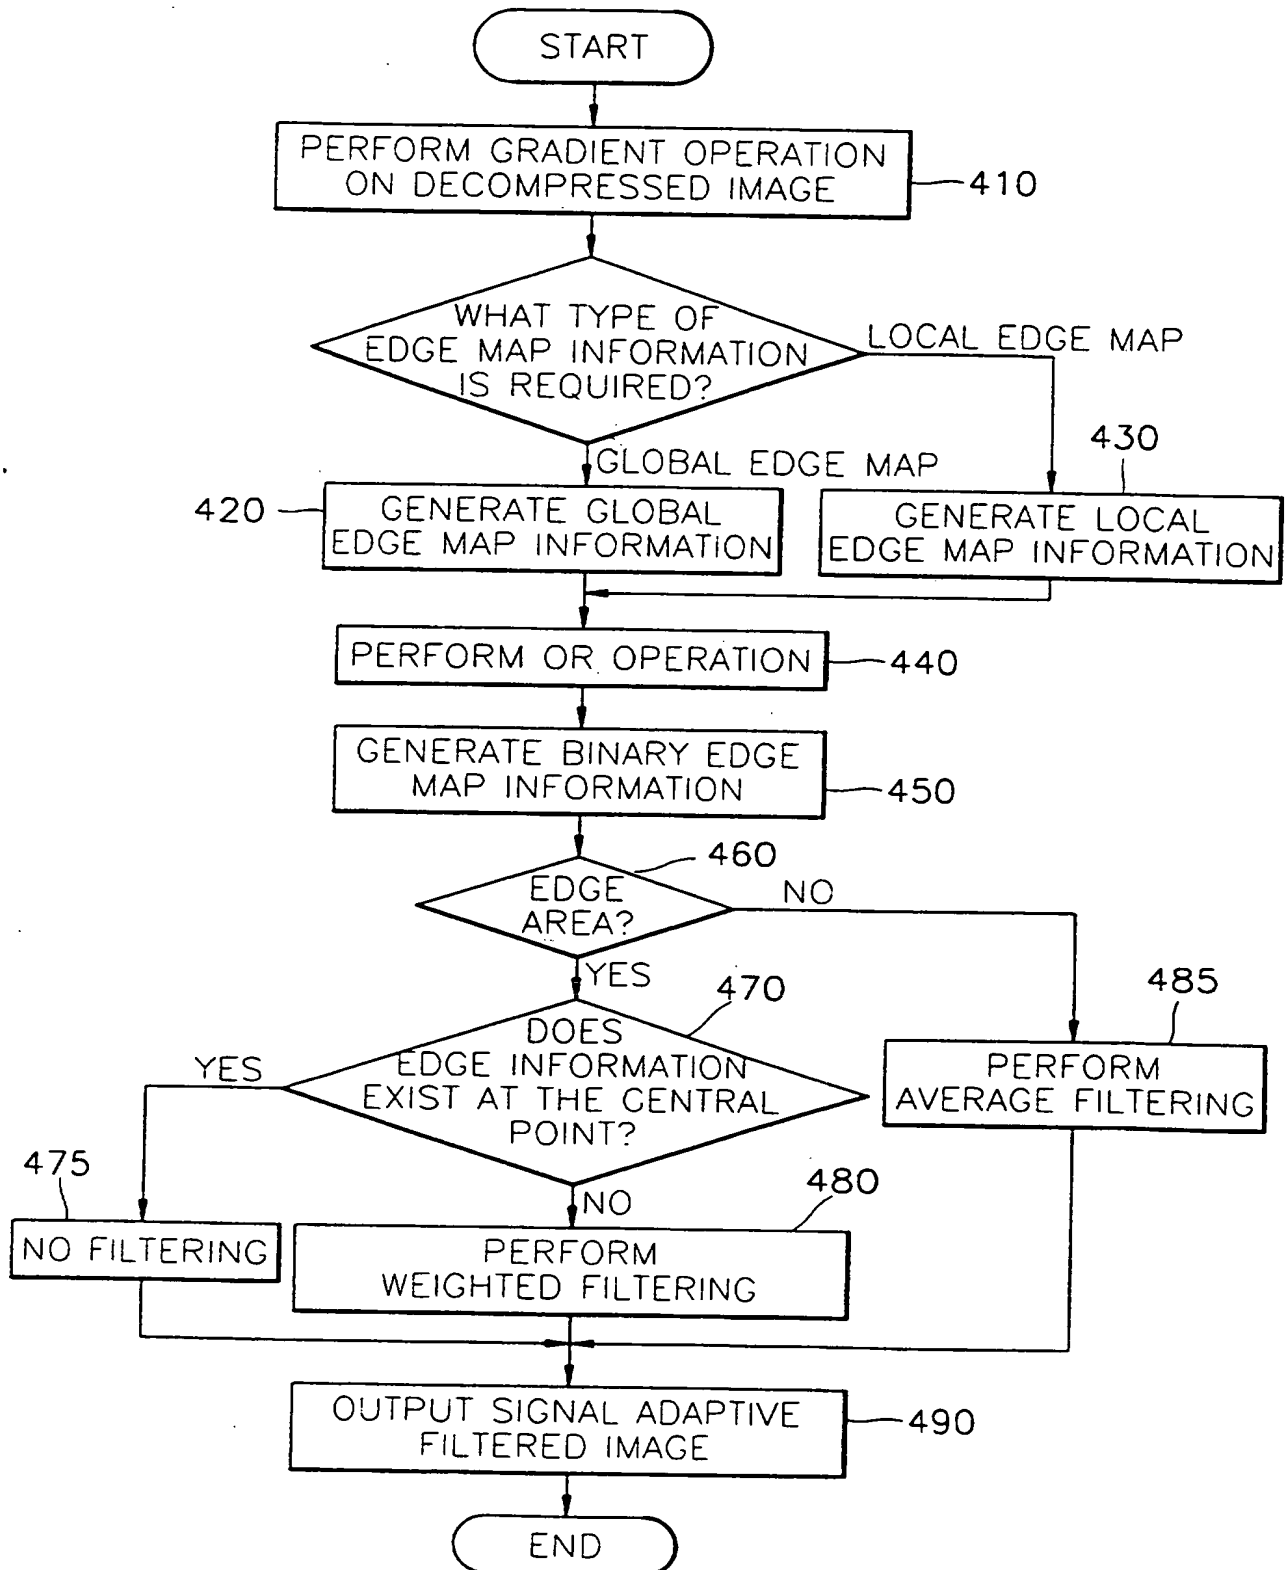 START
PERFORM GRADIENT OPERATION
ON DECOMPRESSED IMAGE
410
WHAT TYPE OF
EDGE MAP INFORMATION
IS REQUIRED?
LOCAL EDGE MAP
GLOBAL EDGE MAP
430
420
GENERATE GLOBAL
EDGE MAP INFORMATION
GENERATE LOCAL
EDGE MAP INFORMATION
PERFORM OR OPERATION
440
GENERATE BINARY EDGE
MAP INFORMATION
450
460
EDGE
AREA?
NO
YES
470
485
DOES
EDGE INFORMATION
EXIST AT THE CENTRAL
POINT?
YES
PERFORM
AVERAGE FILTERING
475
NO
480
NO FILTERING
PERFORM
WEIGHTED FILTERING
OUTPUT SIGNAL ADAPTIVE
FILTERED IMAGE
490
END